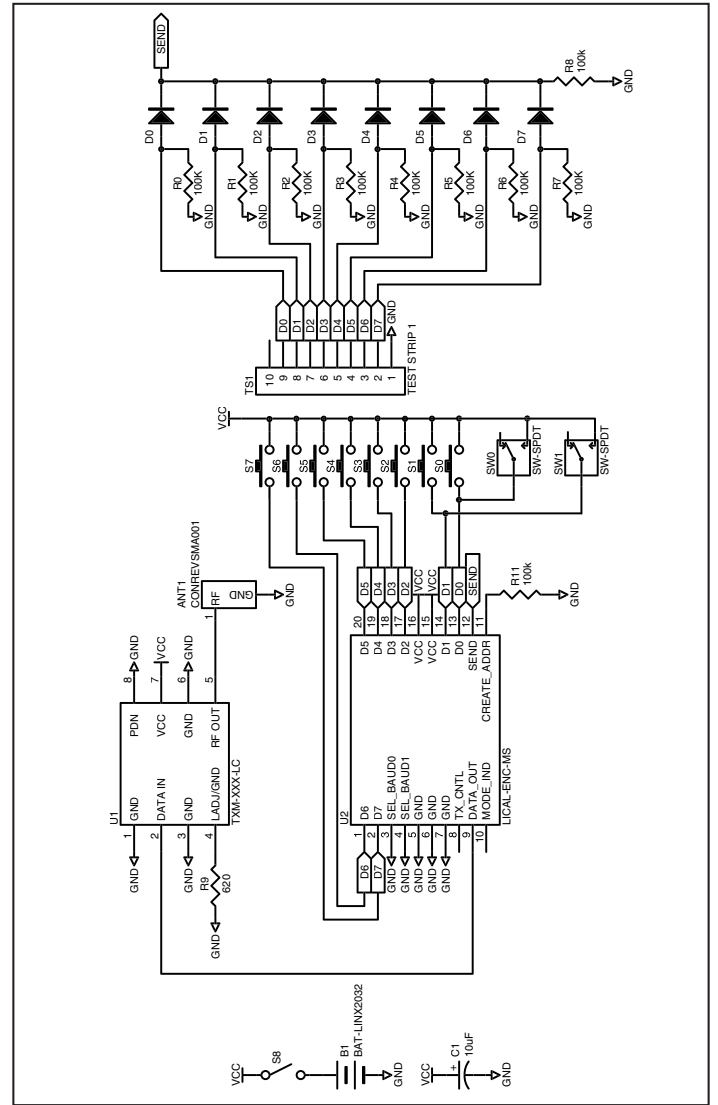 SEND
D0
D1
D2
D3
D4
D5
D6
D7
R8
100k
GND
R0
100K
GND
R1
100K
GND
R2
100K
GND
R3
100K
GND
R4
100K
GND
R5
100K
GND
R6
100K
GND
R7
100K
GND
D0
D1
D2
D3
D4
D5
D6
D7
GND
TS1
10
9
8
7
6
5
4
3
2
1
TEST STRIP 1
VCC
S7
S6
S5
S4
S3
S2
S1
S0
SW0
SW-SPDT
SW1
SW-SPDT
ANT1
CONREVSMA001
1
RF
GND
GND
U1
TXM-XXX-LC
1
GND
GND
2
DATA IN
3
GND
GND
4
LADJ/GND
R9
620
GND
8
PDN
GND
7
VCC
VCC
6
GND
GND
5
RF OUT
U2
LICAL-ENC-MS
D6
1
D6
D7
2
D7
GND
3
SEL_BAUD0
GND
4
SEL_BAUD1
GND
5
GND
GND
6
GND
GND
7
GND
8
TX_CNTL
9
DATA_OUT
10
MODE_IND
D5
20
D5
D4
19
D4
D3
18
D3
D2
17
D2
VCC
16
VCC
VCC
15
VCC
D1
14
D1
D0
13
D0
SEND
12
SEND
CREATE_ADDR
11
R11
100k
GND
VCC
S8
B1
BAT-LINX2032
GND
VCC
+
C1
10uF
GND